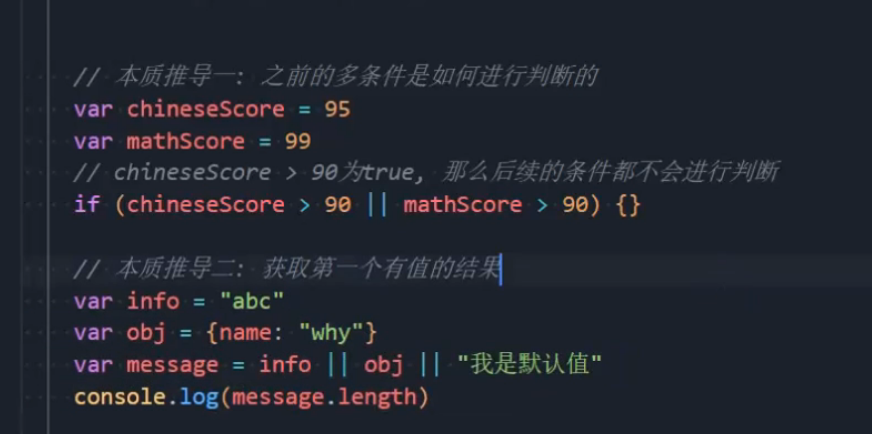 // 本质推导一: 之前的多条件是如何进行判断的
var chineseScore = 95
var mathScore = 99
// chineseScore > 90为true, 那么后续的条件都不会进行判断
if (chineseScore > 90 || mathScore > 90) {}
// 本质推导二: 获取第一个有值的结果
var info = "abc"
var obj = {name: "why"}
var message = info || obj || "我是默认值"
console.log(message.length)